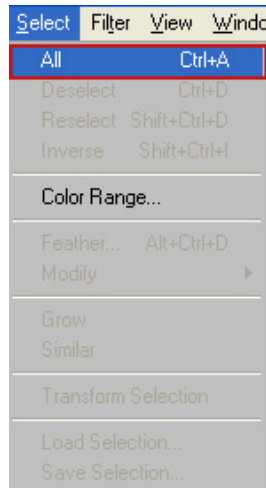 Select Filter View Windo
All Ctrl+A
Deselect Ctrl+D
Reselect Shift+Ctrl+D
Inverse Shift+Ctrl+I
Color Range...
Feather... Alt+Ctrl+D
Modify
Grow
Similar
Transform Selection
Load Selection...
Save Selection...